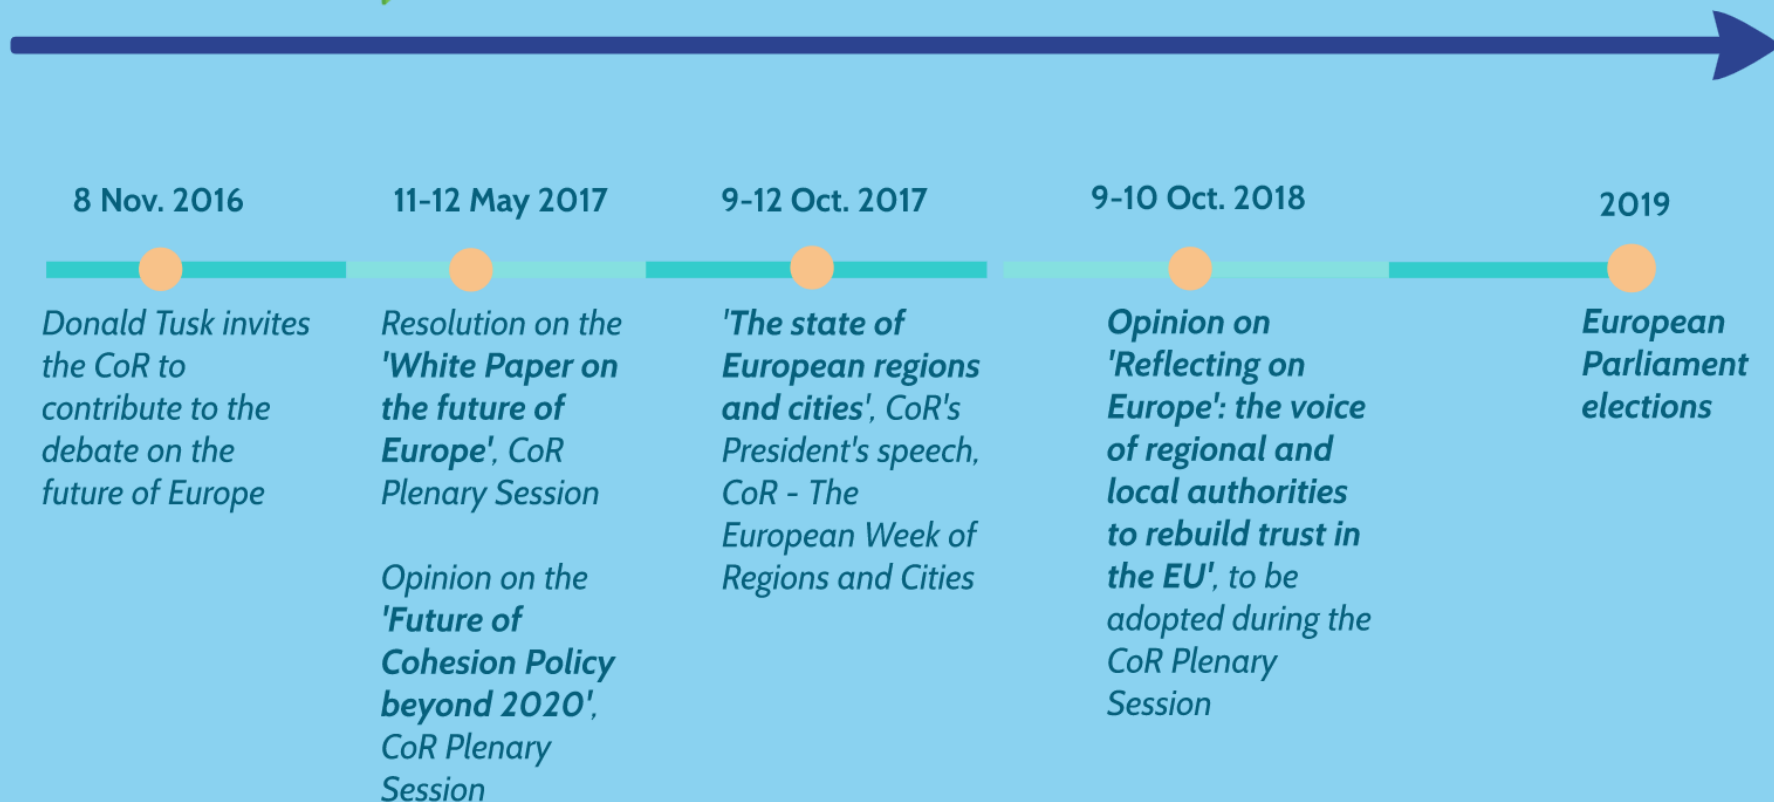 8 Nov. 2016
Donald Tusk invites
the CoR to
contribute to the
debate on the
future of Europe
11-12 May 2017
Resolution on the
'White Paper on
the future of
Europe', CoR
Plenary Session
Opinion on the
'Future of
Cohesion Policy
beyond 2020',
CoR Plenary
Session
9-12 Oct. 2017
'The state of
European regions
and cities', CoR's
President's speech,
CoR - The
European Week of
Regions and Cities
9-10 Oct. 2018
Opinion on
'Reflecting on
Europe': the voice
of regional and
local authorities
to rebuild trust in
the EU', to be
adopted during the
CoR Plenary
Session
2019
European
Parliament
elections